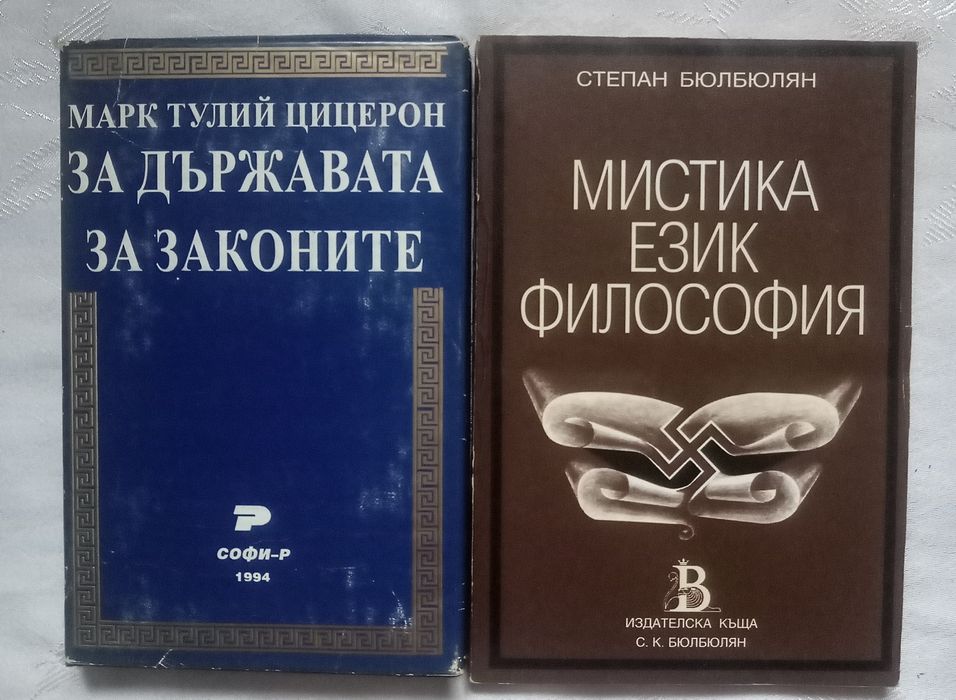 МАРК ТУЛИЙ ЦИЦЕРОН
ЗА ДЪРЖАВАТА
ЗА ЗАКОНИТЕ
Р
СОФИ-Р
1994
СТЕПАН БЮЛБЮЛЯН
МИСТИКА
ЕЗИК
ФИЛОСОФИЯ
В
ИЗДАТЕЛСКА КЪЩА
С. К. БЮЛБЮЛЯН